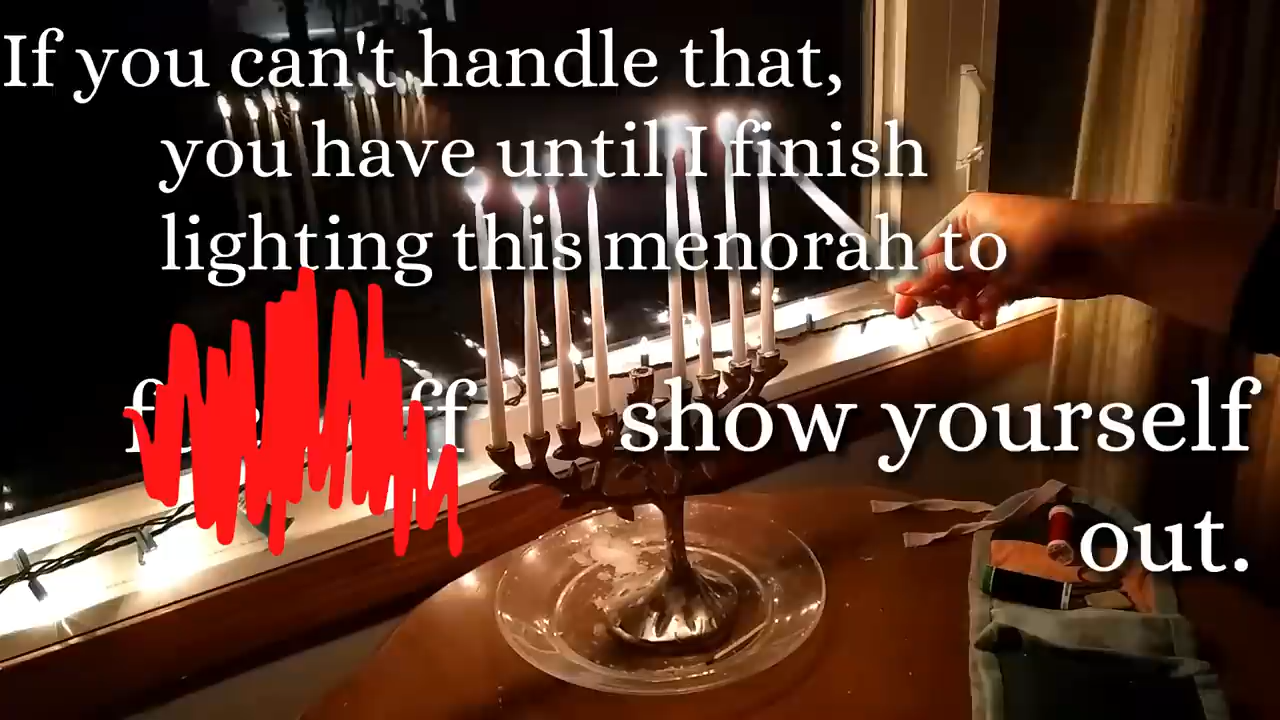 If you can't handle that,
you have until I finish
lighting this menorah to
show yourself
out.